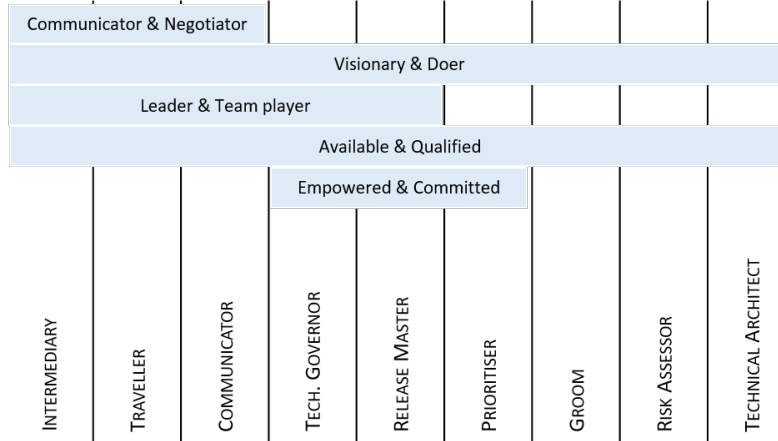 Communicator & Negotiator
Visionary & Doer
Leader & Team player
Available & Qualified
Empowered & Committed
INTERMEDIARY
TRAVELLER
COMMUNICATOR
TECH. GOVERNOR
RELEASE MASTER
PRIORITISER
GROOM
RISK ASSESSOR
TECHNICAL ARCHITECT